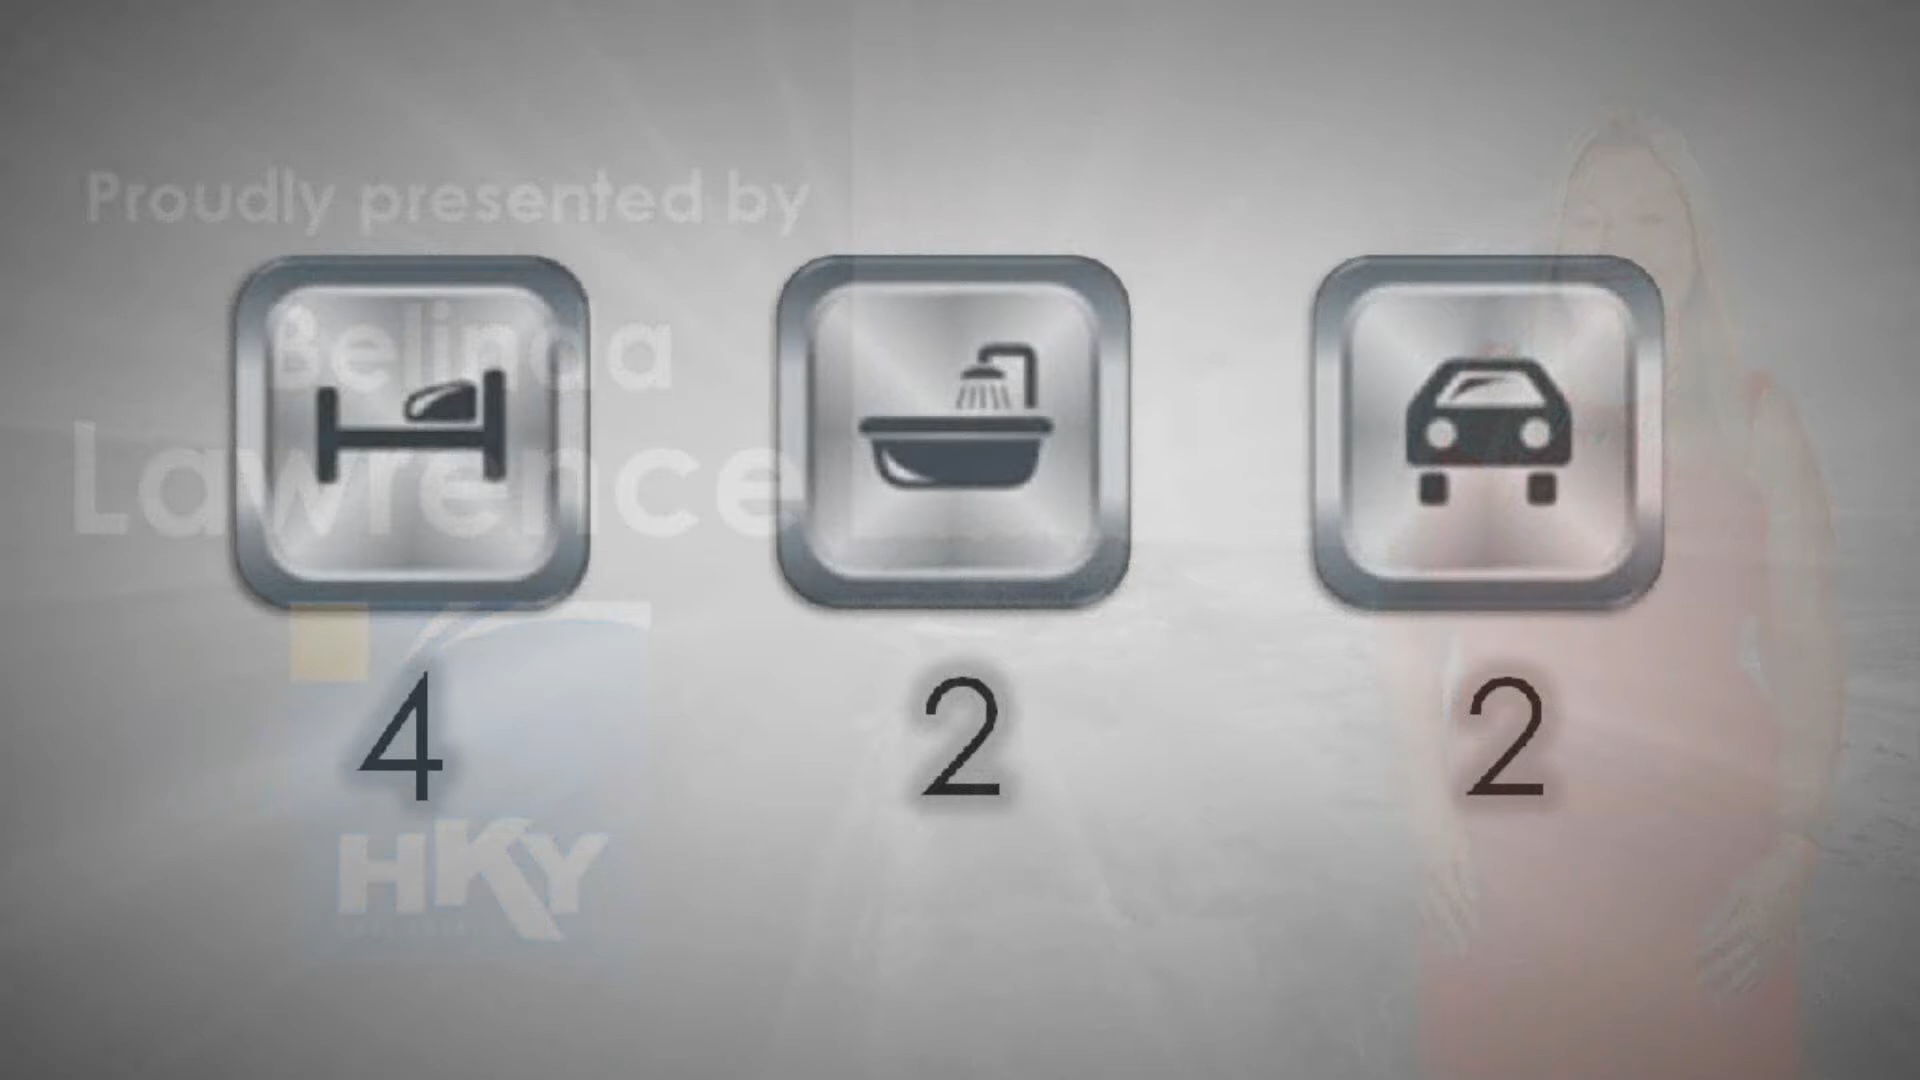 Proudly presented by
Belinda
Lawrence
4 2 2
HKY